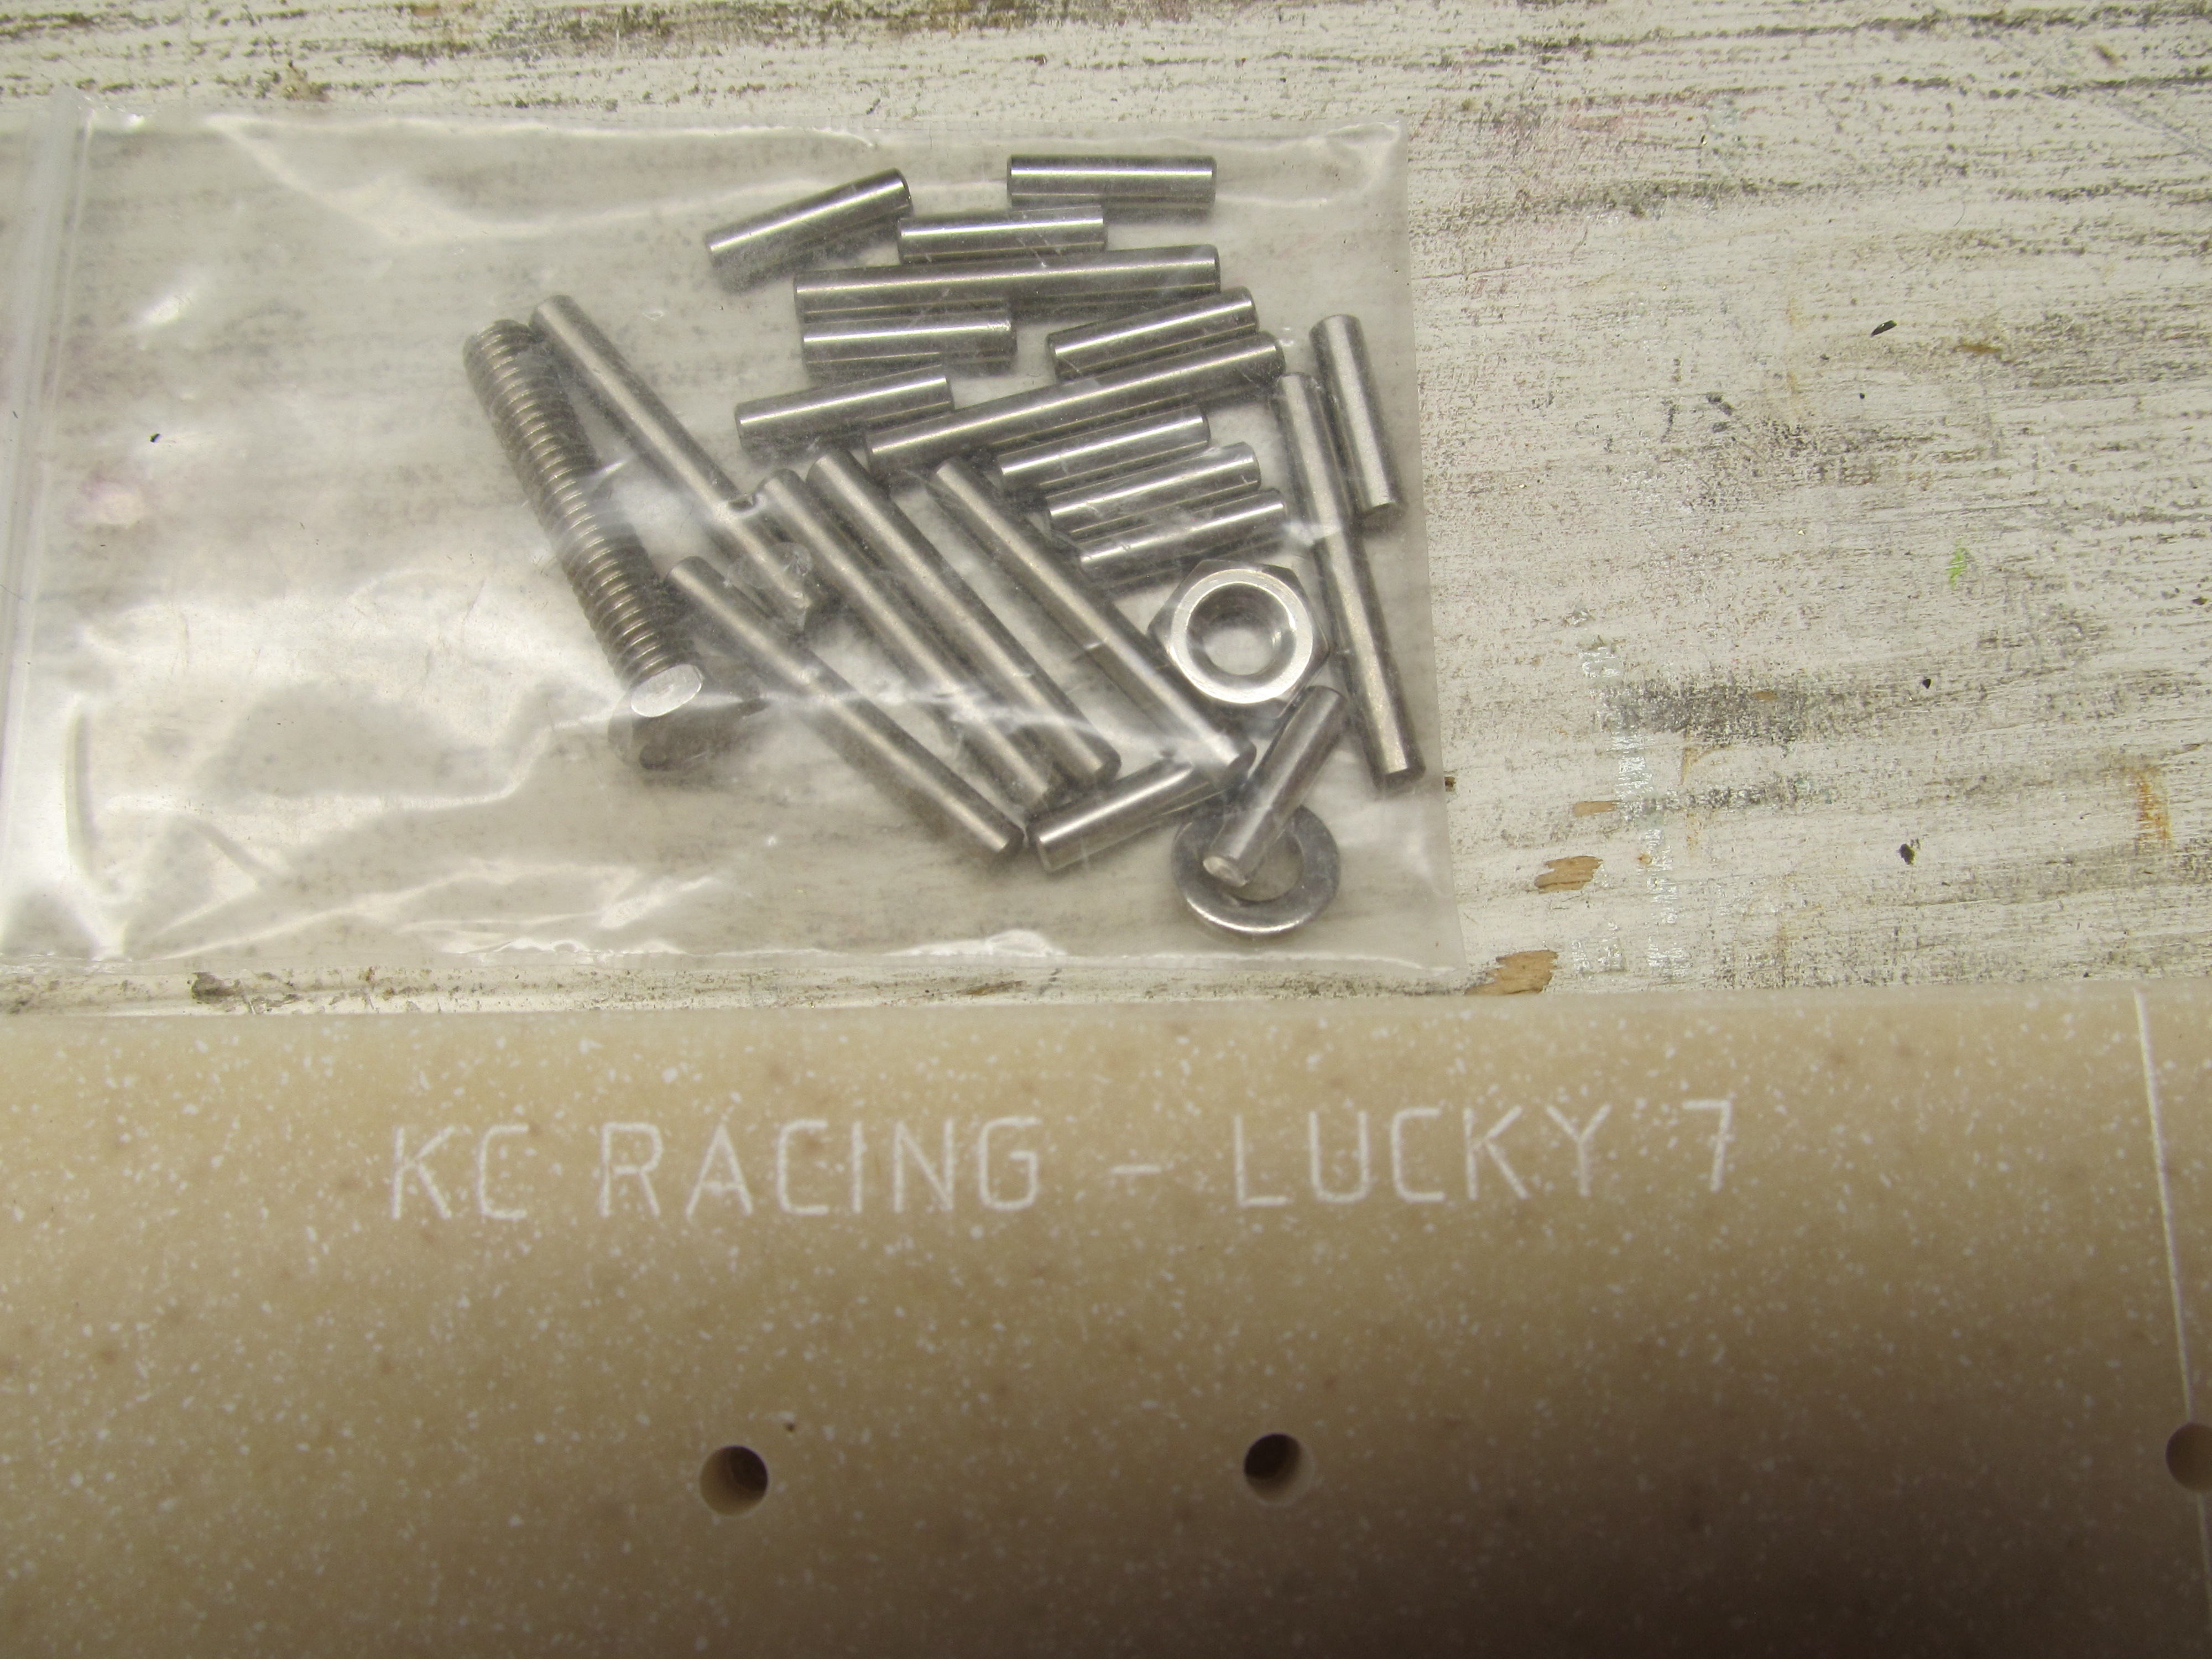 KC RACING - LUCKY 7